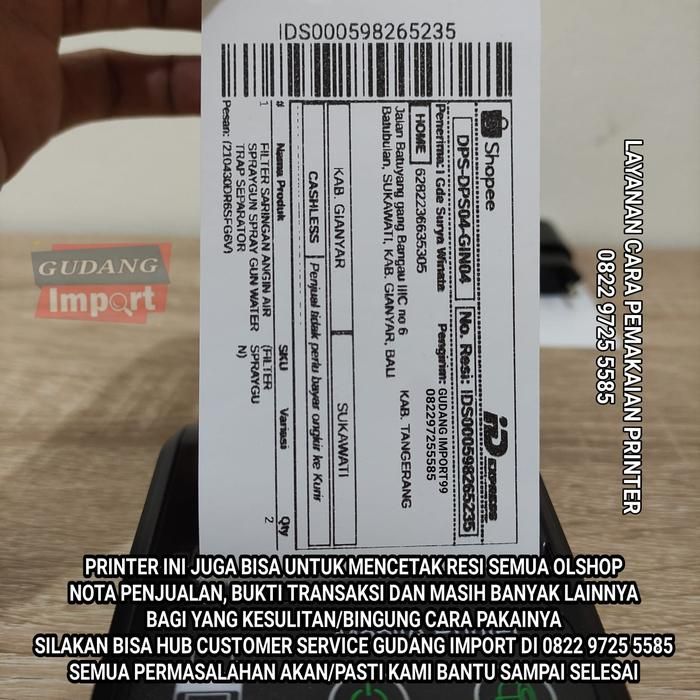 IDS000598265235
Shopee
iD EXPRESS
DPS-DPS04-GIN04
No. Resi: IDS000598265235
Penerima: I Gde Surya Winata
Pengirim: GUDANG IMPORT99
HOME
6282236635305
082297255585
Jalan Batuyang gang Bangau IIIC no 6
Batubulan, SUKAWATI, KAB. GIANYAR, BALI
KAB. TANGERANG
KAB. GIANYAR
SUKAWATI
CASHLESS
Penjual tidak perlu bayar ongkir ke Kurir
# Nama Produk SKU Variasi Qty
1 FILTER SARINGAN ANGIN AIR (FILTER 2
SPRAYGUN SPRAY GUN WATER SPRAYGU
TRAP SEPARATOR N)
Pesan: (210430DR6SFG6V)
GUDANG
Import
LAYANAN CARA PEMAKAIAN PRINTER
0822 9725 5585
PRINTER INI JUGA BISA UNTUK MENCETAK RESI SEMUA OLSHOP
NOTA PENJUALAN, BUKTI TRANSAKSI DAN MASIH BANYAK LAINNYA
BAGI YANG KESULITAN/BINGUNG CARA PAKAINYA
SILAKAN BISA HUB CUSTOMER SERVICE GUDANG IMPORT DI 0822 9725 5585
SEMUA PERMASALAHAN AKAN/PASTI KAMI BANTU SAMPAI SELESAI